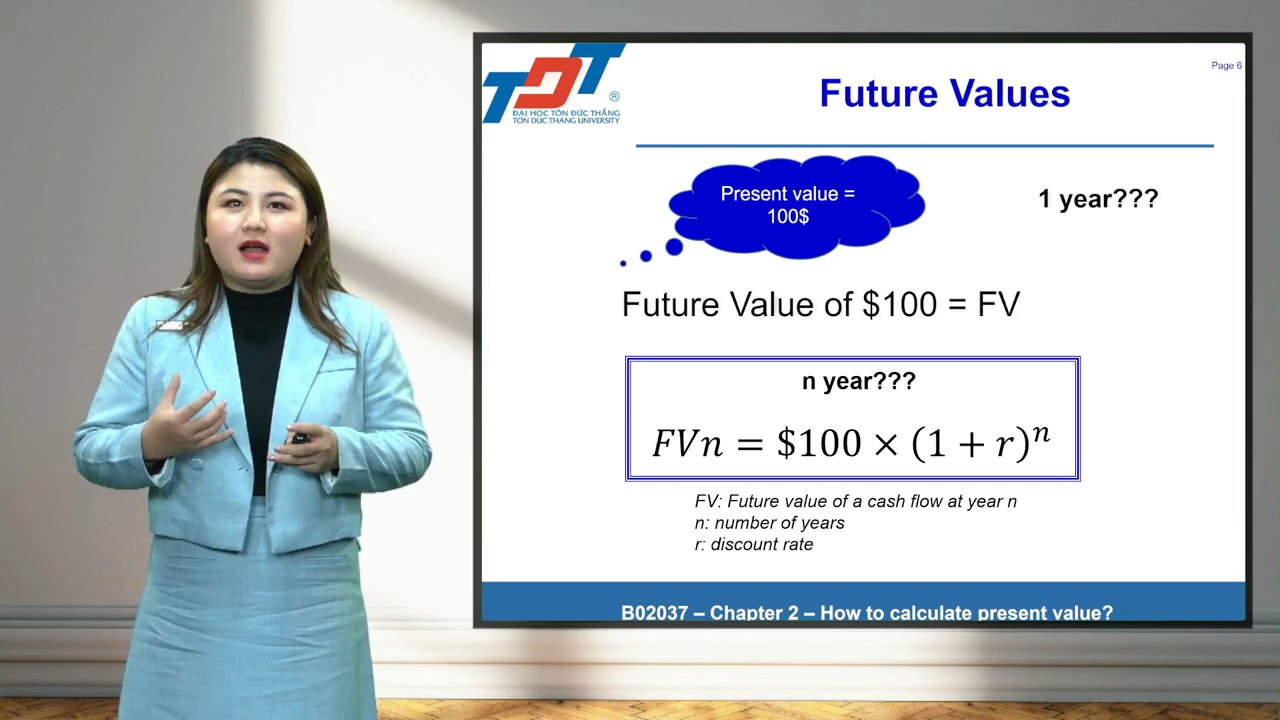 TDT
®
ĐẠI HỌC TÔN ĐỨC THẮNG
TON DUC THANG UNIVERSITY
Page 6
Future Values
Present value =
100$
1 year???
Future Value of $100 = FV
n year???
FVn = $100 × (1 + r)ⁿ
FV: Future value of a cash flow at year n
n: number of years
r: discount rate
B02037 – Chapter 2 – How to calculate present value?